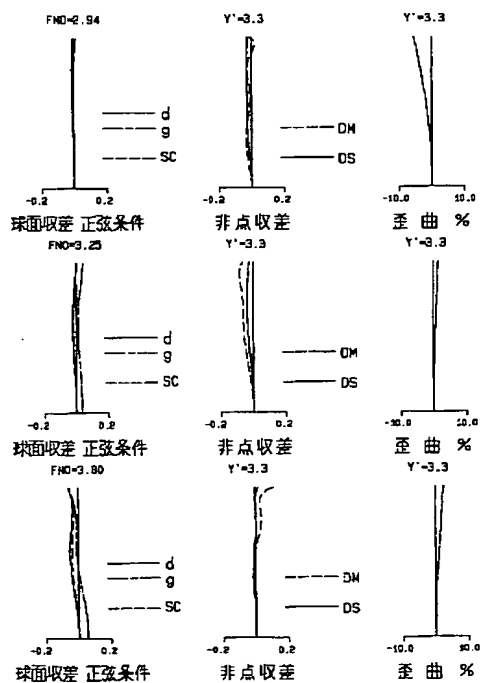 FNO=2.94 Y'=3.3 Y'=3.3
d
g
SC
DM
DS
-0.2 0.2 -0.2 0.2 -10.0 10.0
球面収差 正弦条件 非点収差 歪曲 %
FNO=3.25 Y'=3.3 Y'=3.3
d
g
SC
DM
DS
-0.2 0.2 -0.2 0.2 -10.0 10.0
球面収差 正弦条件 非点収差 歪曲 %
FNO=3.80 Y'=3.3 Y'=3.3
d
g
SC
DM
DS
-0.2 0.2 -0.2 0.2 -10.0 10.0
球面収差 正弦条件 非点収差 歪曲 %